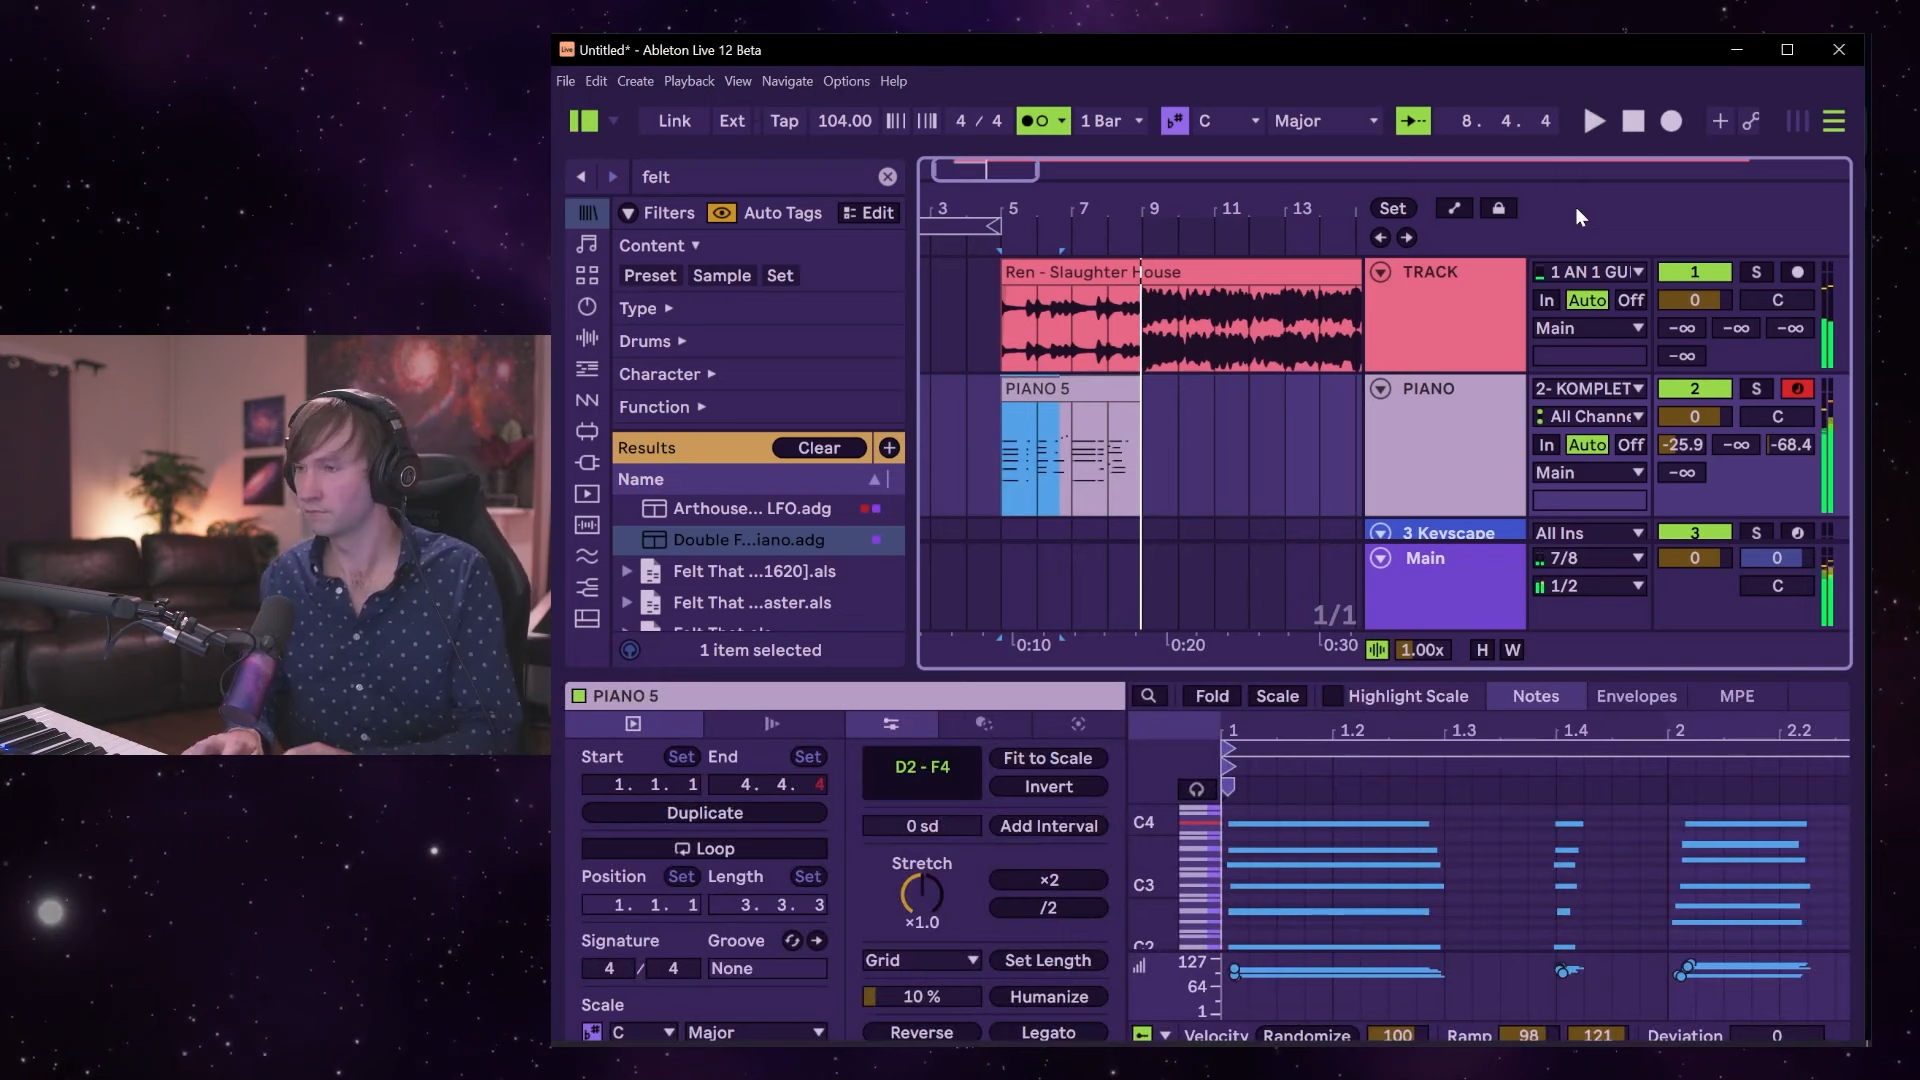 Untitled* - Ableton Live 12 Beta
File Edit Create Playback View Navigate Options Help
Link Ext Tap 104.00 4 / 4 1 Bar C Major 8. 4. 4
felt
Filters Auto Tags Edit
Content
Preset Sample Set
Type
Drums
Character
Function
Results Clear
Name
Arthouse... LFO.adg
Double F...iano.adg
Felt That ...1620].als
Felt That ...aster.als
1 item selected
3 5 7 9 11 13
Set
Ren - Slaughter House
TRACK
1 AN 1 GUI 1 S
In Auto Off 0 C
Main -∞ -∞ -∞
-∞
PIANO 5
PIANO
2- KOMPLET 2 S
All Channe 0 C
In Auto Off -25.9 -∞ -68.4
Main -∞
3 Keyscape All Ins 3 S
Main 7/8 0 0
1/2 C
1/1
0:10 0:20 0:30
1.00x H W
PIANO 5
Start Set End Set
1. 1. 1 4. 4. 4
Duplicate
Loop
Position Set Length Set
1. 1. 1 3. 3. 3
Signature Groove
4 / 4 None
Scale
C Major
D2 - F4
Fit to Scale
Invert
0 sd Add Interval
Stretch
×2
/2
×1.0
Grid Set Length
10 % Humanize
Reverse Legato
Fold Scale Highlight Scale Notes Envelopes MPE
1 1.2 1.3 1.4 2 2.2
C4
C3
C2
127
64
1
Velocity Randomize 100 Ramp 98 121 Deviation 0